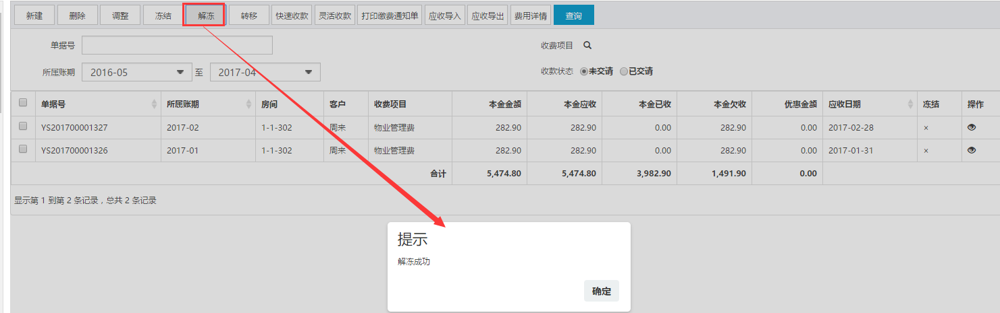 新建 删除 调整 冻结 解冻 转移 快速收款 灵活收款 打印缴费通知单 应收导入 应收导出 费用详情 查询
单据号 收费项目
所属账期 2016-05 至 2017-04 收款状态 未交请 已交请
单据号 所属账期 房间 客户 收费项目 本金金额 本金应收 本金已收 本金欠收 优惠金额 应收日期 冻结 操作
YS201700001327 2017-02 1-1-302 周来 物业管理费 282.90 282.90 0.00 282.90 0.00 2017-02-28 ×
YS201700001326 2017-01 1-1-302 周来 物业管理费 282.90 282.90 0.00 282.90 0.00 2017-01-31 ×
合计 5,474.80 5,474.80 3,982.90 1,491.90 0.00
显示第 1 到第 2 条记录，总共 2 条记录
提示
解冻成功
确定